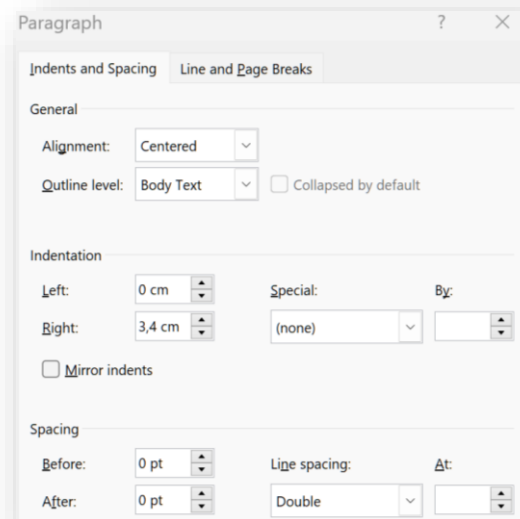 Paragraph ? ×
Indents and Spacing Line and Page Breaks
General
Alignment: Centered
Outline level: Body Text Collapsed by default
Indentation
Left: 0 cm Special: By:
Right: 3,4 cm (none)
Mirror indents
Spacing
Before: 0 pt Line spacing: At:
After: 0 pt Double